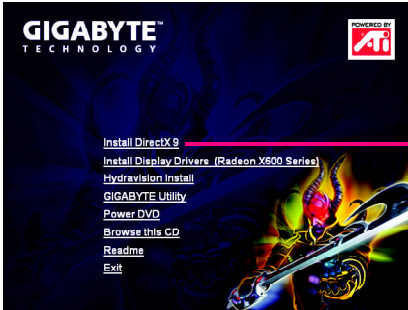 GIGABYTE™
TECHNOLOGY
POWERED BY
ATi
Install DirectX 9
Install Display Drivers (Radeon X600 Series)
Hydravision Install
GIGABYTE Utility
Power DVD
Browse this CD
Readme
Exit